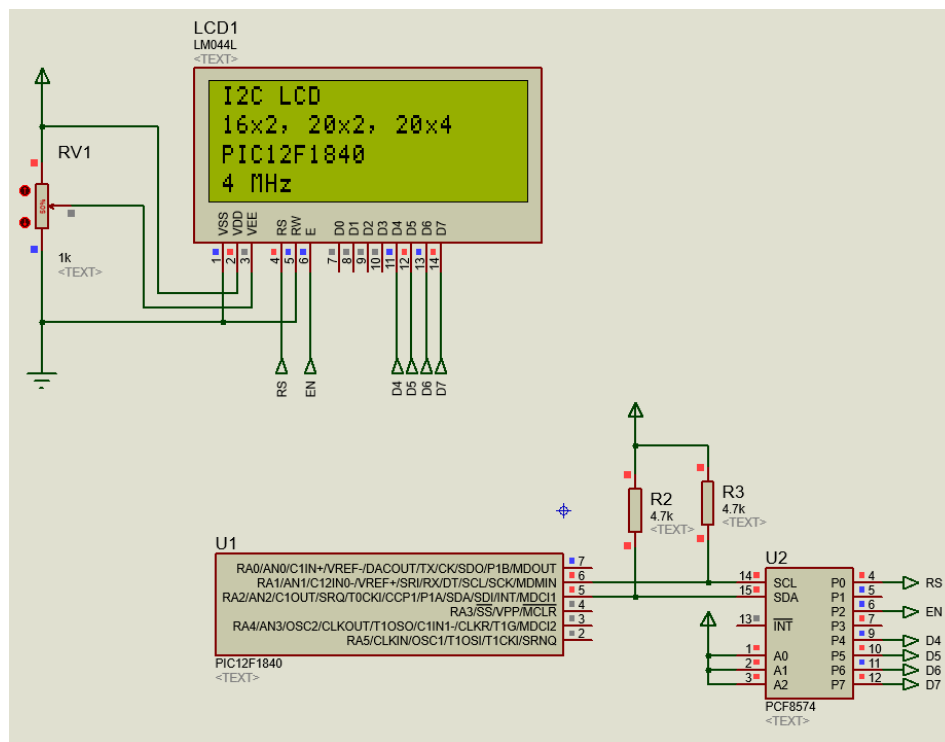 LCD1
LM044L
<TEXT>
I2C LCD
16x2, 20x2, 20x4
PIC12F1840
4 MHz
RV1
50%
1k
<TEXT>
VSS
VDD
VEE
RS
RW
E
D0
D1
D2
D3
D4
D5
D6
D7
1
2
3
4
5
6
7
8
9
10
11
12
13
14
RS
EN
D4
D5
D6
D7
R2
4.7k
<TEXT>
R3
4.7k
<TEXT>
U1
RA0/AN0/C1IN+/VREF-/DACOUT/TX/CK/SDO/P1B/MDOUT 7
RA1/AN1/C12IN0-/VREF+/SRI/RX/DT/SCL/SCK/MDMIN 6
RA2/AN2/C1OUT/SRQ/T0CKI/CCP1/P1A/SDA/SDI/INT/MDCI1 5
RA3/SS/VPP/MCLR 4
RA4/AN3/OSC2/CLKOUT/T1OSO/C1IN1-/CLKR/T1G/MDCI2 3
RA5/CLKIN/OSC1/T1OSI/T1CKI/SRNQ 2
PIC12F1840
<TEXT>
U2
14 SCL P0 4 RS
15 SDA P1 5
P2 6 EN
13 INT P3 7
P4 9 D4
1 A0 P5 10 D5
2 A1 P6 11 D6
3 A2 P7 12 D7
PCF8574
<TEXT>